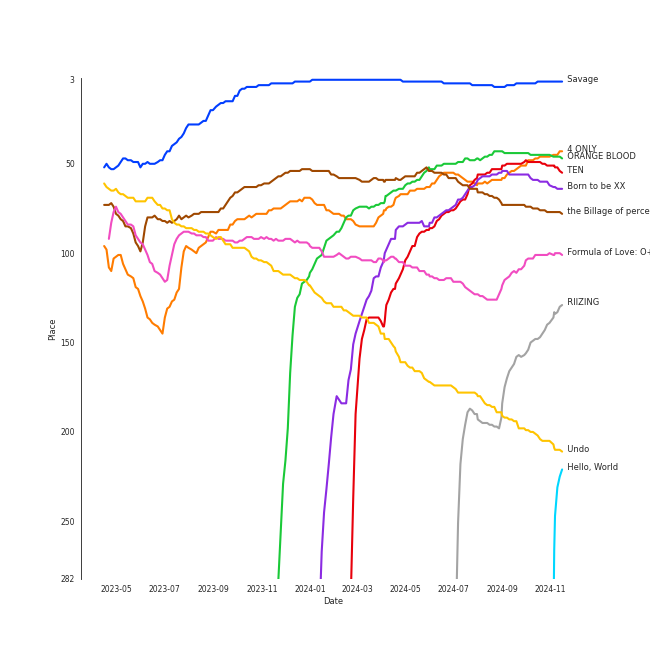 3
50
100
150
200
250
282
Place
2023-05
2023-07
2023-09
2023-11
2024-01
2024-03
2024-05
2024-07
2024-09
2024-11
Date
Savage
4 ONLY
ORANGE BLOOD
TEN
Born to be XX
the Billage of perce
Formula of Love: O+
RIIZING
Undo
Hello, World